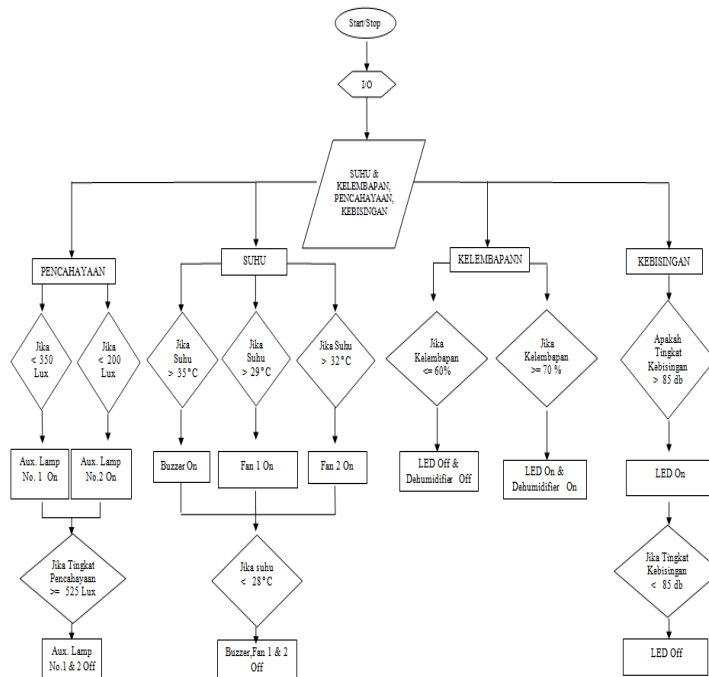 Start/Stop
I/O
SUHU &
KELEMBAPAN,
PENCAHAYAAN,
KEBISINGAN
PENCAHAYAAN
SUHU
KELEMBAPANN
KEBISINGAN
Jika
< 350
Lux
Jika
< 200
Lux
Jika
Suhu
> 35°C
Jika
Suhu
> 29°C
Jika Suhu
> 32°C
Jika
Kelembapan
<= 60%
Jika
Kelembapan
>= 70 %
Apakah
Tingkat
Kebisingan
> 85 db
Aux. Lamp
No. 1 On
Aux. Lamp
No.2 On
Buzzer On
Fan 1 On
Fan 2 On
LED Off &
Dehumidifier Off
LED On &
Dehumidifier On
LED On
Jika Tingkat
Pencahayaan
>= 525 Lux
Jika suhu
< 28°C
Jika Tingkat
Kebisingan
< 85 db
Aux. Lamp
No.1 & 2 Off
Buzzer,Fan 1 & 2
Off
LED Off